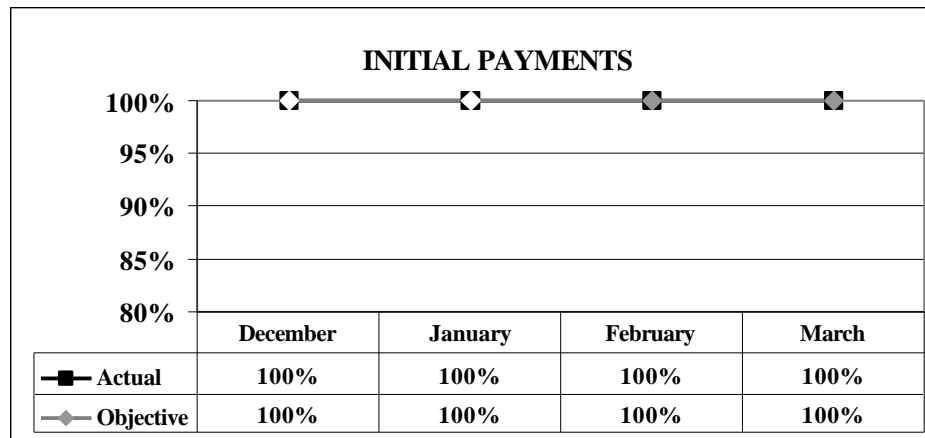 INITIAL PAYMENTS
100%
95%
90%
85%
80%
December January February March
Actual 100% 100% 100% 100%
Objective 100% 100% 100% 100%